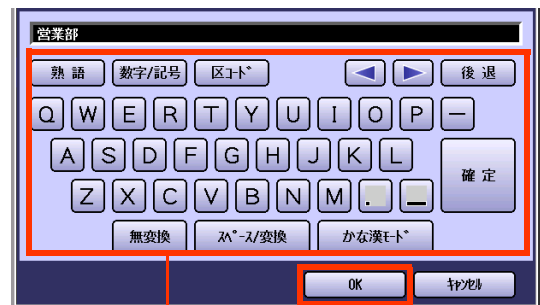 営業部
熟 語 数字/記号 区ｺｰﾄﾞ 後 退
Q W E R T Y U I O P ー
A S D F G H J K L 確 定
Z X C V B N M . _
無変換 ｽﾍﾟｰｽ/変換 かな漢ﾓｰﾄﾞ
OK ｷｬﾝｾﾙ